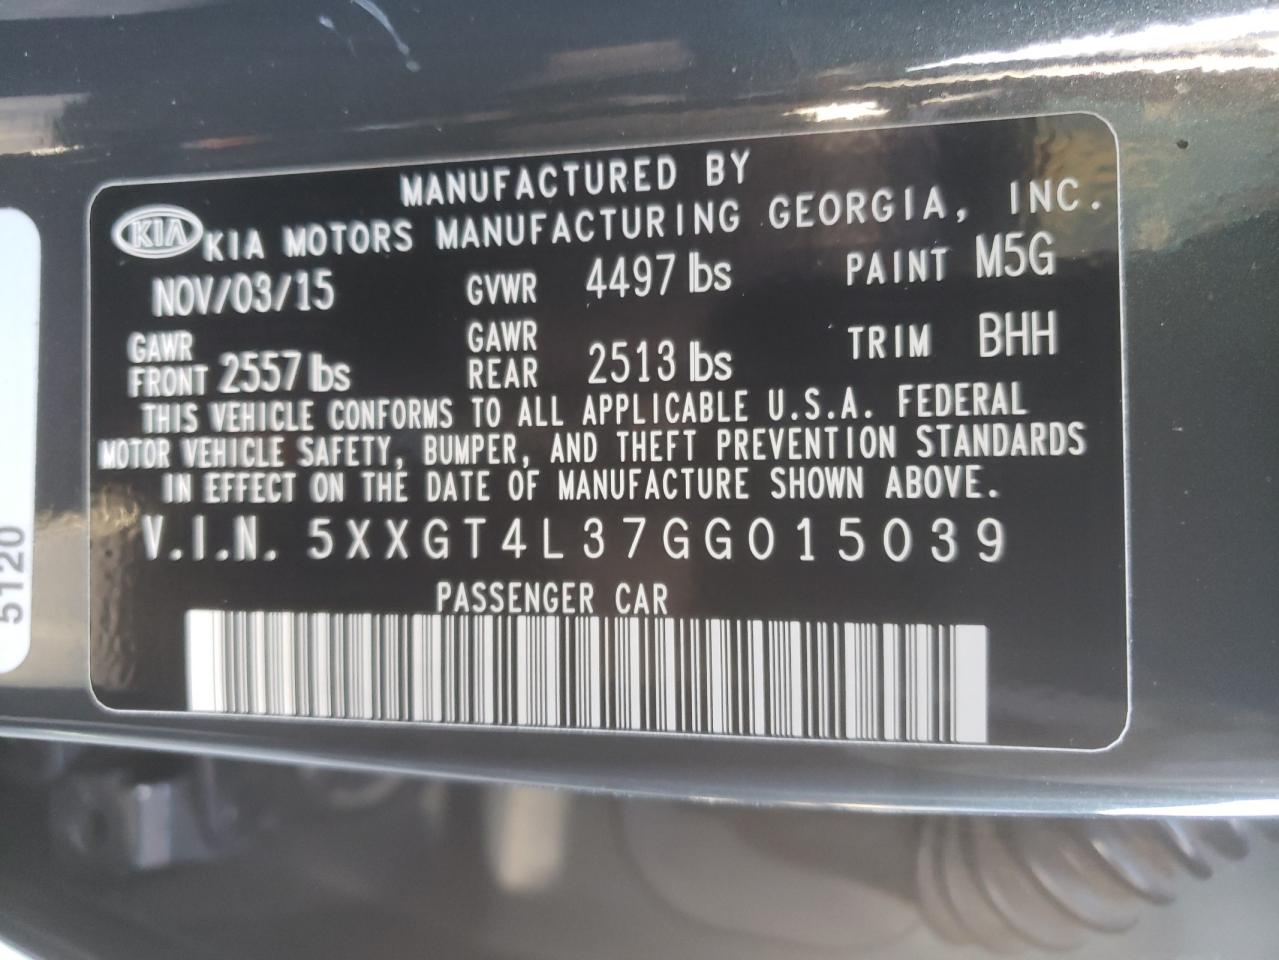 MANUFACTURED BY
KIA KIA MOTORS MANUFACTURING GEORGIA, INC.
NOV/03/15 GVWR 4497 lbs PAINT M5G
GAWR FRONT 2557 lbs GAWR REAR 2513 lbs TRIM BHH
THIS VEHICLE CONFORMS TO ALL APPLICABLE U.S.A. FEDERAL
MOTOR VEHICLE SAFETY, BUMPER, AND THEFT PREVENTION STANDARDS
IN EFFECT ON THE DATE OF MANUFACTURE SHOWN ABOVE.
V.I.N. 5XXGT4L37GG015039
PASSENGER CAR
5120